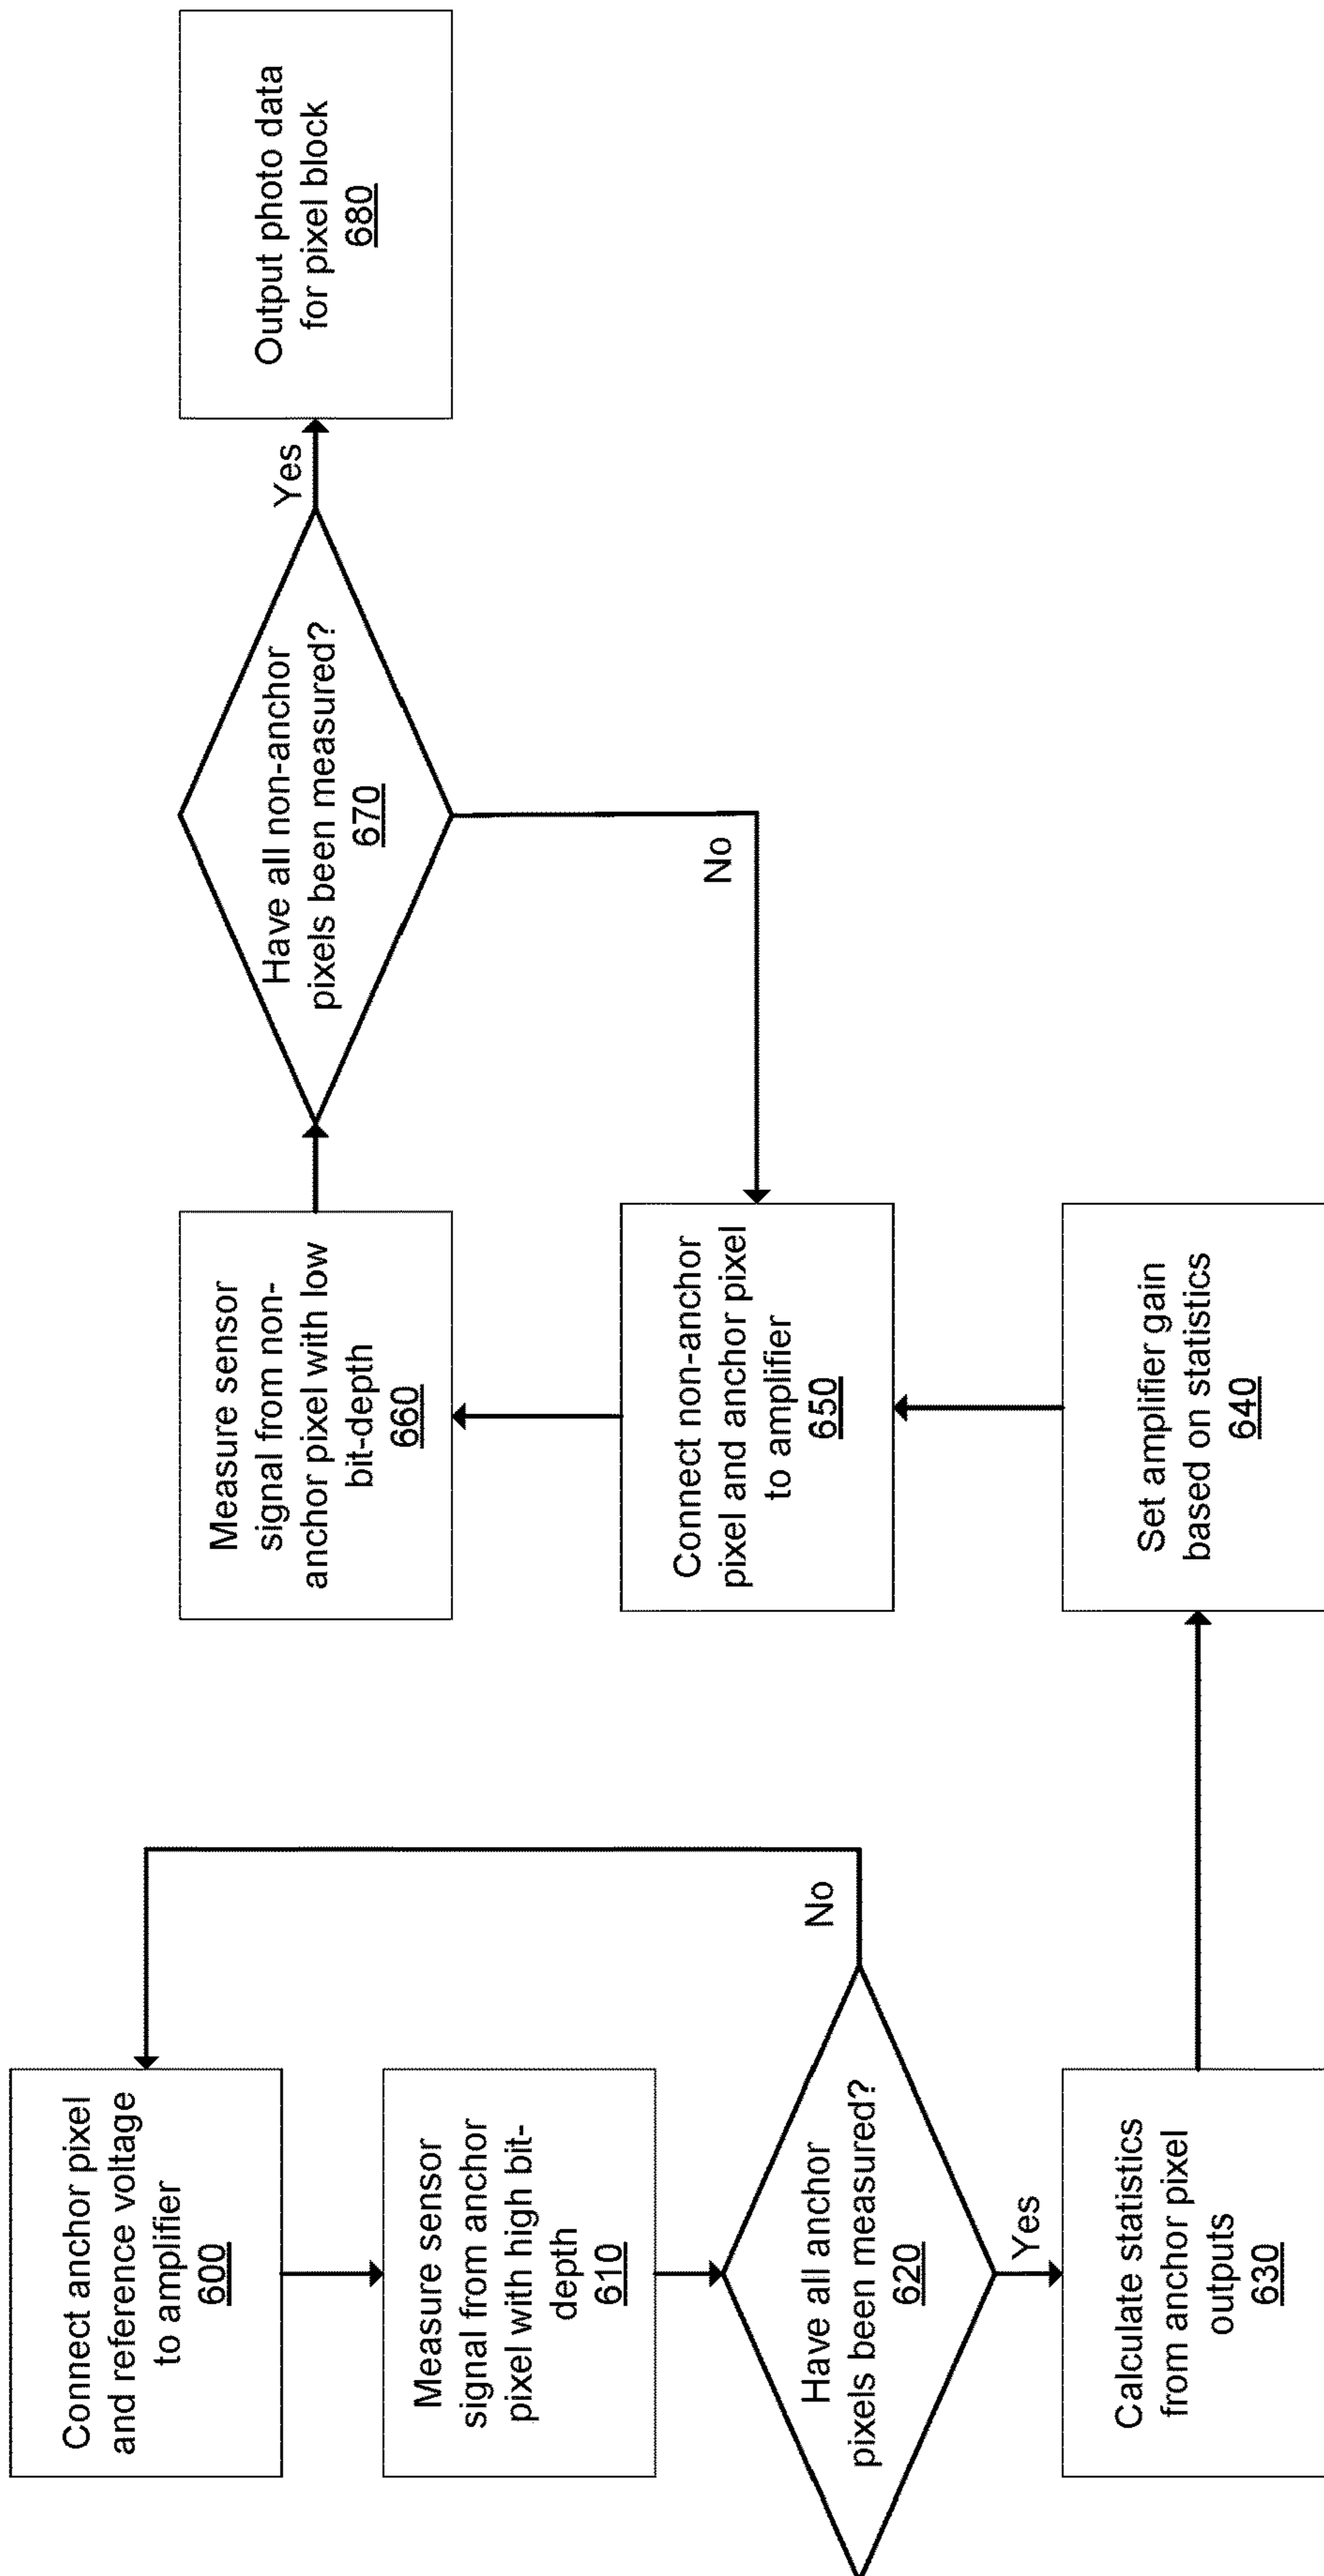 Connect anchor pixel
and reference voltage
to amplifier
600
Measure sensor
signal from anchor
pixel with high bit-
depth
610
Have all anchor
pixels been measured?
620
No
Yes
Calculate statistics
from anchor pixel
outputs
630
Set amplifier gain
based on statistics
640
Connect non-anchor
pixel and anchor pixel
to amplifier
650
Measure sensor
signal from non-
anchor pixel with low
bit-depth
660
Have all non-anchor
pixels been measured?
670
No
Yes
Output photo data
for pixel block
680